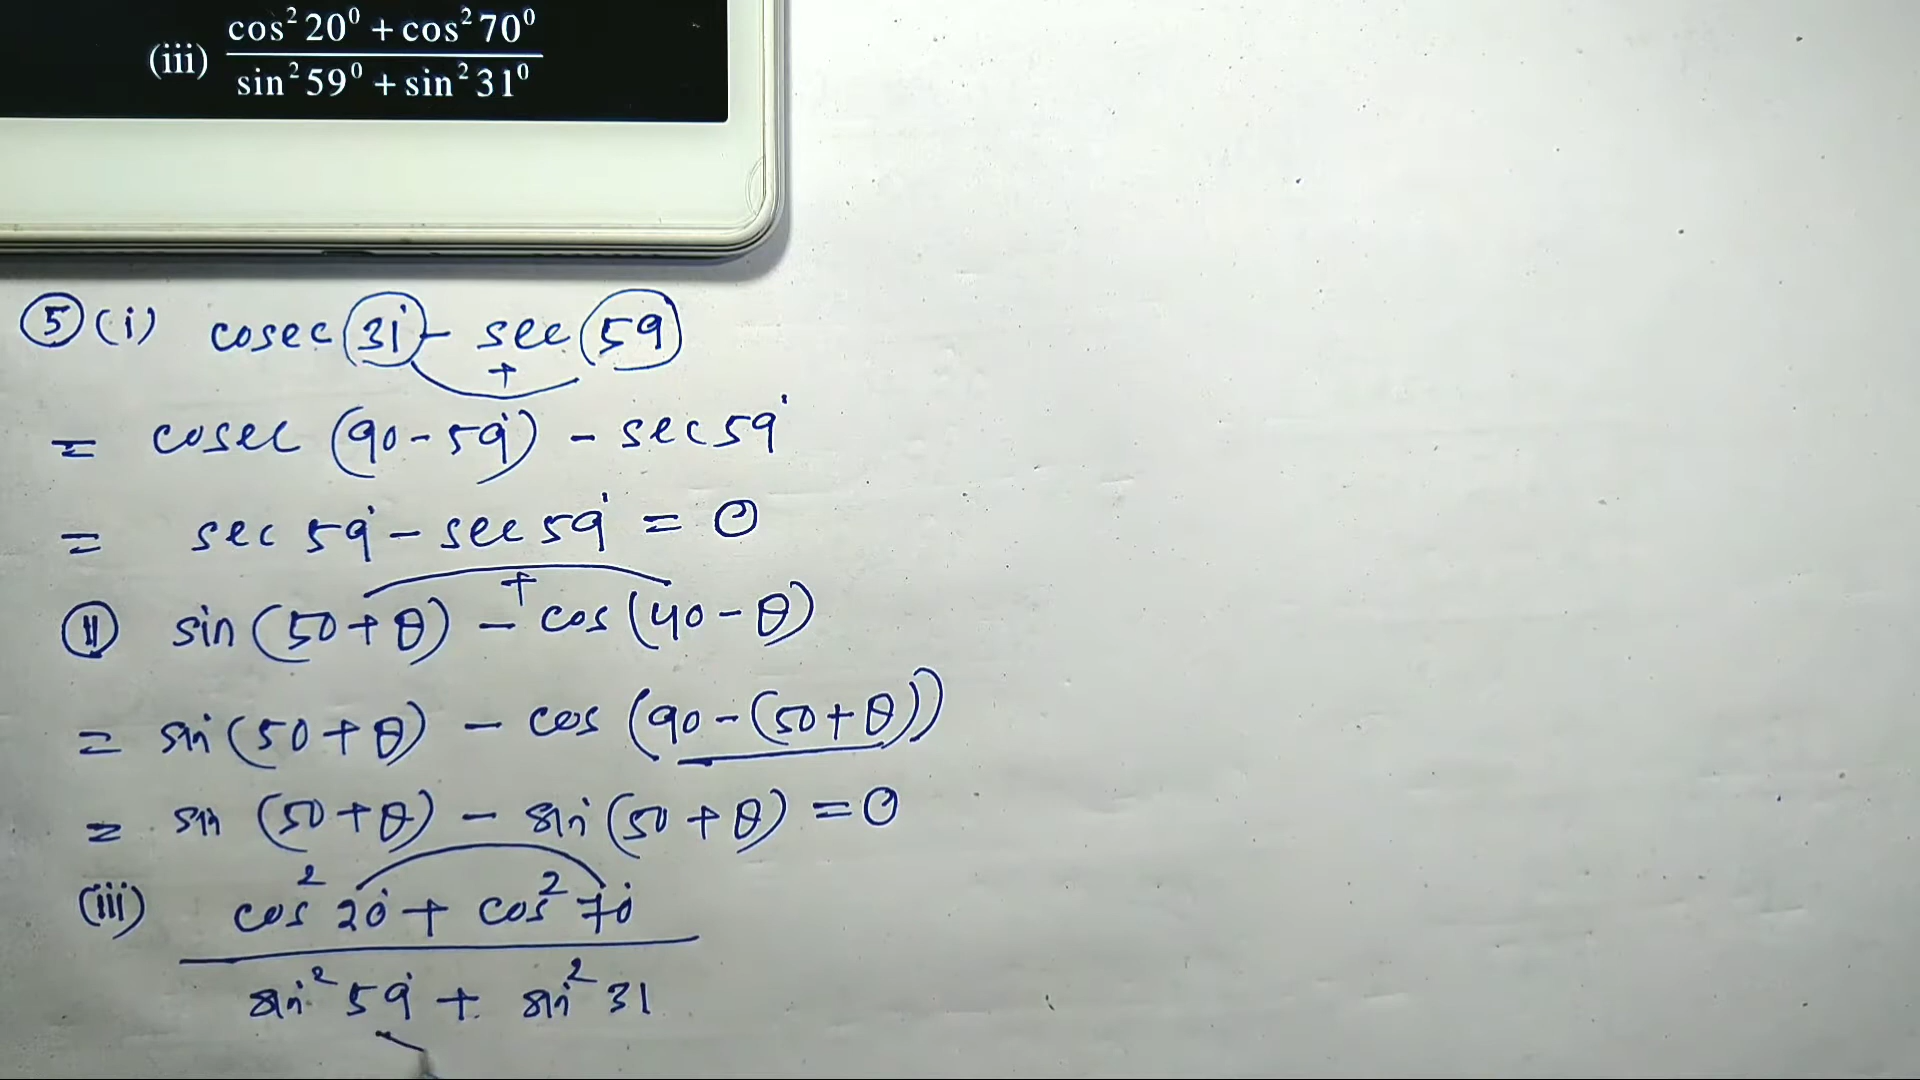 (iii) cos² 20⁰ + cos² 70⁰
sin² 59⁰ + sin² 31⁰
⑤ (i) cosec (31°) - sec (59)
+
= cosec (90-59°) - sec 59°
= sec 59° - sec 59° = 0
+
(ii) sin (50+θ) - cos (40-θ)
= sin (50+θ) - cos (90-(50+θ))
= sin (50+θ) - sin (50+θ) = 0
(iii) cos² 20° + cos² 70°
sin² 59° + sin² 31